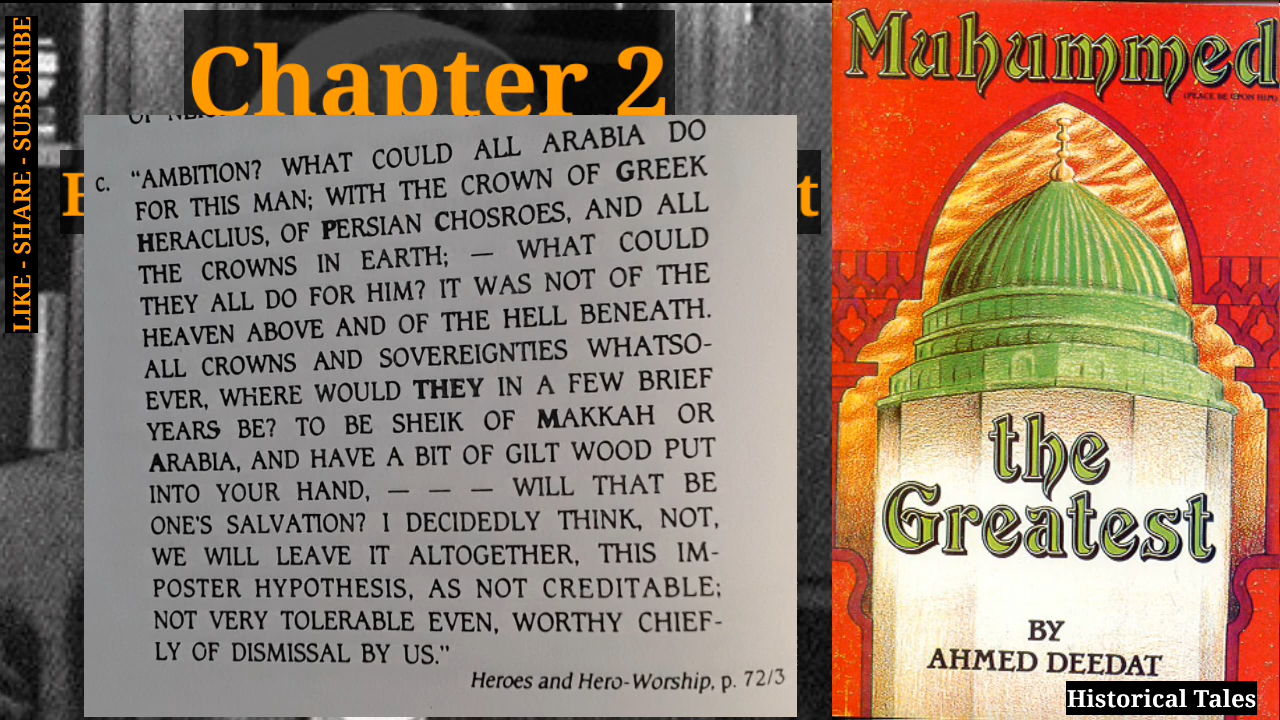 LIKE - SHARE - SUBSCRIBE
Chapter 2
c. “AMBITION? WHAT COULD ALL ARABIA DO
FOR THIS MAN; WITH THE CROWN OF GREEK
HERACLIUS, OF PERSIAN CHOSROES, AND ALL
THE CROWNS IN EARTH; — WHAT COULD
THEY ALL DO FOR HIM? IT WAS NOT OF THE
HEAVEN ABOVE AND OF THE HELL BENEATH.
ALL CROWNS AND SOVEREIGNTIES WHATSO-
EVER, WHERE WOULD THEY IN A FEW BRIEF
YEARS BE? TO BE SHEIK OF MAKKAH OR
ARABIA, AND HAVE A BIT OF GILT WOOD PUT
INTO YOUR HAND, — — — WILL THAT BE
ONE'S SALVATION? I DECIDEDLY THINK, NOT,
WE WILL LEAVE IT ALTOGETHER, THIS IM-
POSTER HYPOTHESIS, AS NOT CREDITABLE;
NOT VERY TOLERABLE EVEN, WORTHY CHIEF-
LY OF DISMISSAL BY US.”
Heroes and Hero-Worship, p. 72/3
Muhummed
(PEACE BE UPON HIM)
the
Greatest
BY
AHMED DEEDAT
Historical Tales